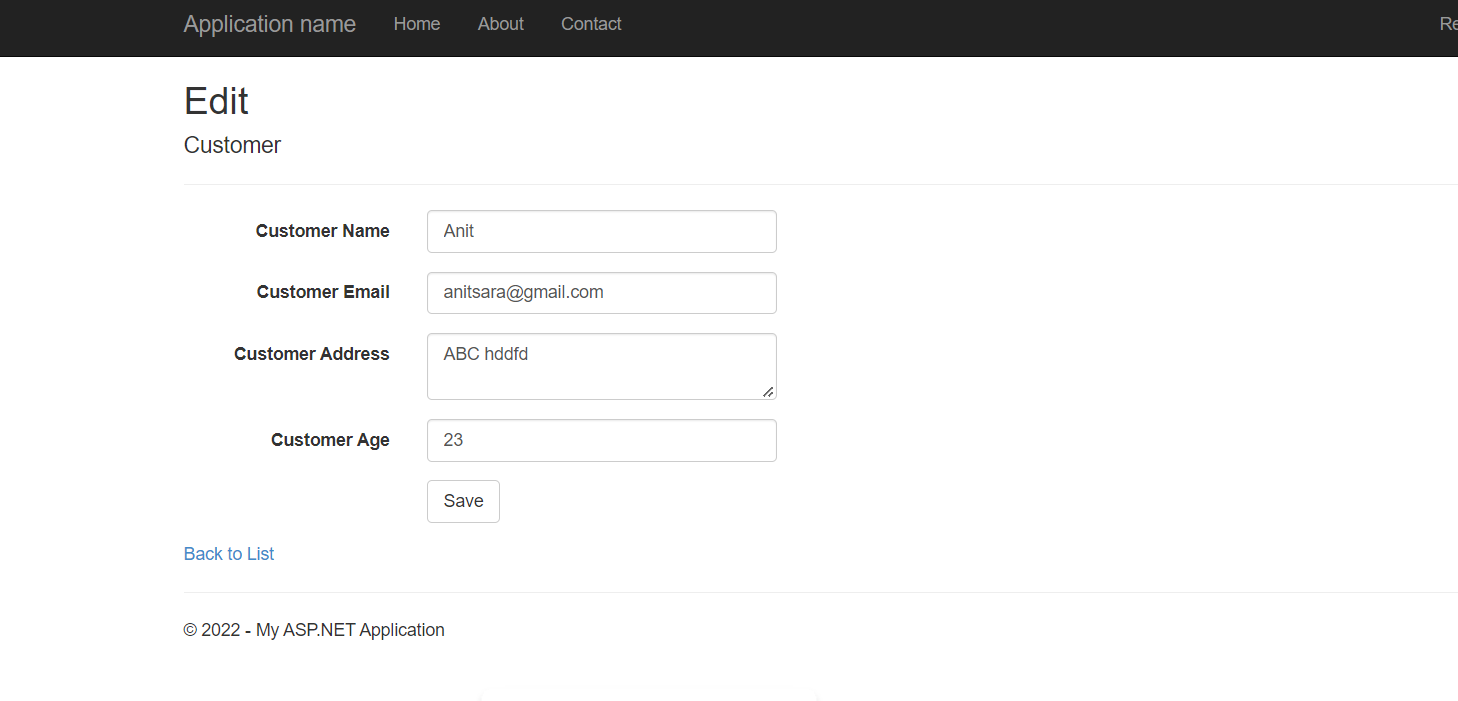 Application name Home About Contact Re
Edit
Customer
Customer Name Anit
Customer Email anitsara@gmail.com
Customer Address ABC hddfd
Customer Age 23
Save
Back to List
© 2022 - My ASP.NET Application